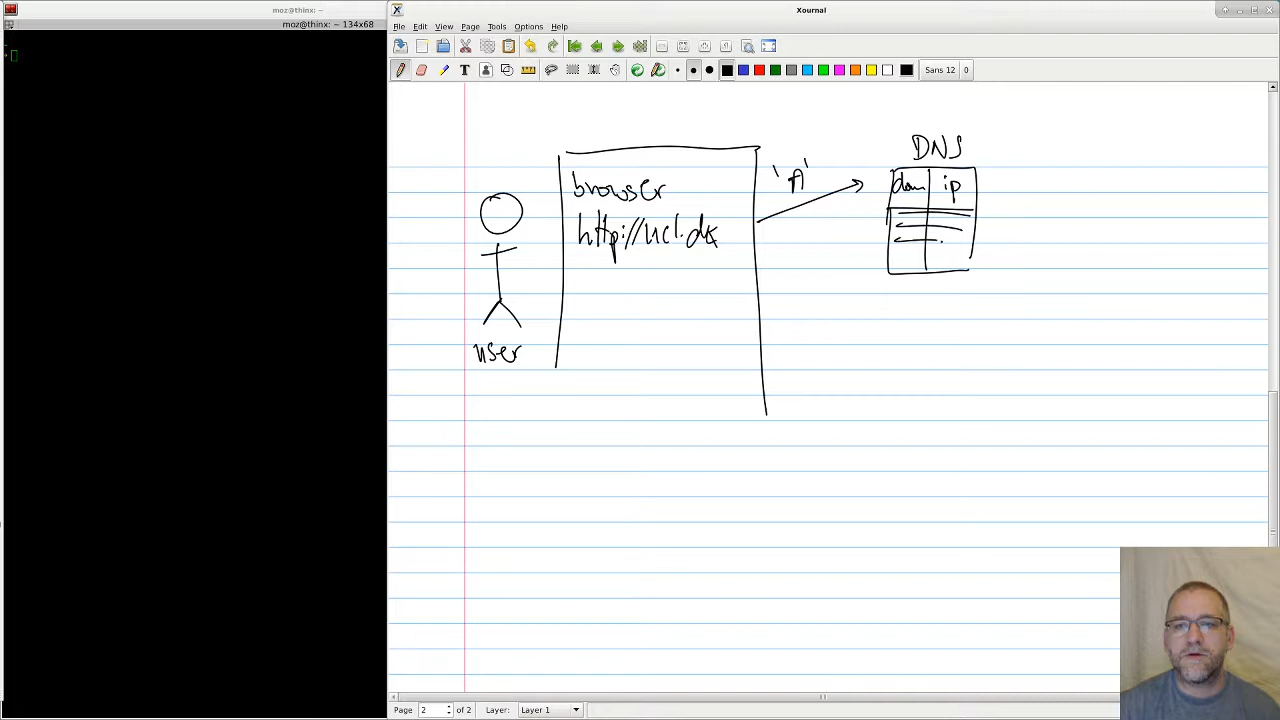 moz@thinx: ~
moz@thinx: ~ 134x68
Xournal
File Edit View Page Tools Options Help
Sans 12
DNS
'A'
dom ip
browser
http://ucl.dk
user
Page 2 of 2 Layer: Layer 1